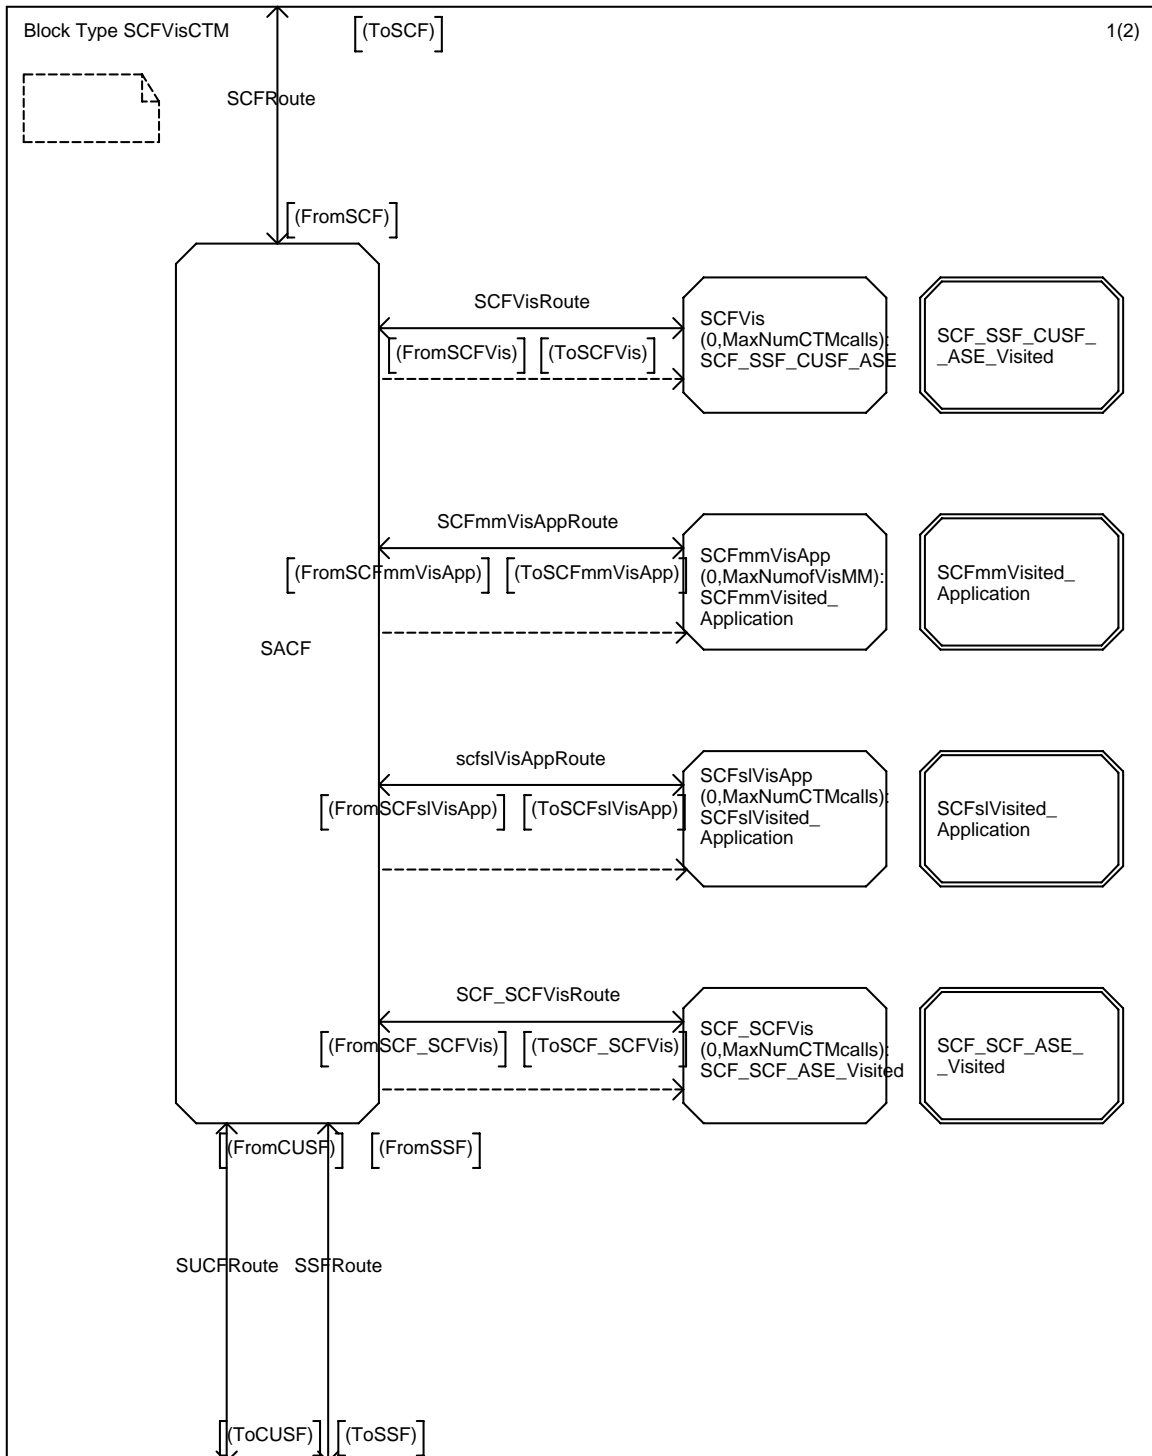 Block Type SCFVisCTM
(ToSCF)
1(2)
SCFRoute
(FromSCF)
SCFVisRoute
(FromSCFVis)
(ToSCFVis)
SCFVis
(0,MaxNumCTMcalls):
SCF_SSF_CUSF_ASE
SCF_SSF_CUSF_
_ASE_Visited
SCFmmVisAppRoute
(FromSCFmmVisApp)
(ToSCFmmVisApp)
SCFmmVisApp
(0,MaxNumofVisMM):
SCFmmVisited_
Application
SCFmmVisited_
Application
SACF
scfslVisAppRoute
(FromSCFslVisApp)
(ToSCFslVisApp)
SCFslVisApp
(0,MaxNumCTMcalls):
SCFslVisited_
Application
SCFslVisited_
Application
SCF_SCFVisRoute
(FromSCF_SCFVis)
(ToSCF_SCFVis)
SCF_SCFVis
(0,MaxNumCTMcalls):
SCF_SCF_ASE_Visited
SCF_SCF_ASE_
_Visited
(FromCUSF)
(FromSSF)
SUCFRoute
SSFRoute
(ToCUSF)
(ToSSF)